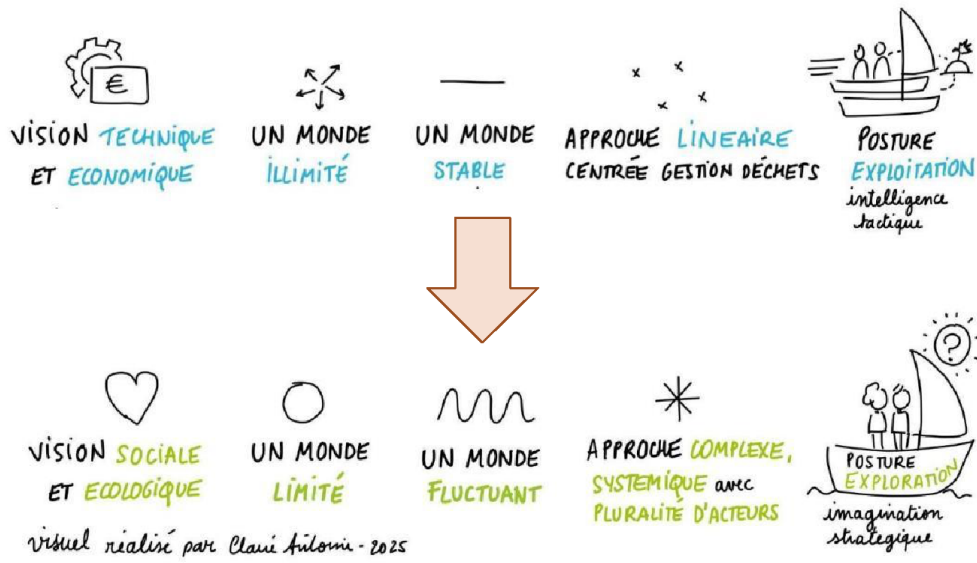 €
VISION TECHNIQUE
ET ECONOMIQUE
UN MONDE
ILLIMITÉ
UN MONDE
STABLE
APPROCHE LINEAIRE
CENTRÉE GESTION DÉCHETS
POSTURE
EXPLOITATION
intelligence
tactique
VISION SOCIALE
ET ECOLOGIQUE
UN MONDE
LIMITÉ
UN MONDE
FLUCTUANT
APPROCHE COMPLEXE,
SYSTEMIQUE avec
PLURALITÉ D'ACTEURS
?
POSTURE
EXPLORATION
imagination
stratégique
visuel réalisé par - 2025